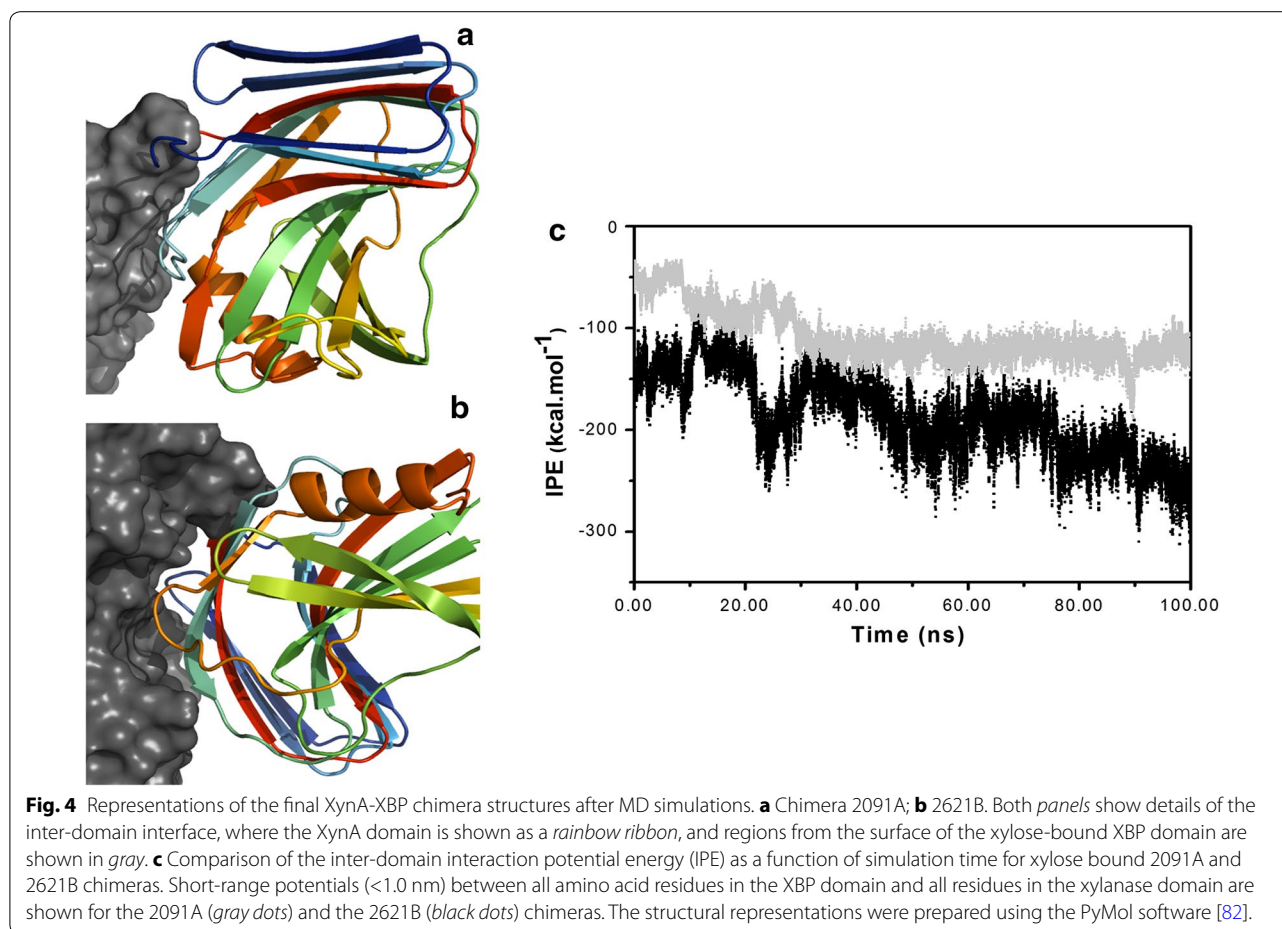 a
b
c
0
-100
-200
-300
IPE (kcal.mol-1)
0.00 20.00 40.00 60.00 80.00 100.00
Time (ns)
Fig. 4 Representations of the final XynA-XBP chimera structures after MD simulations. a Chimera 2091A; b 2621B. Both panels show details of the
inter-domain interface, where the XynA domain is shown as a rainbow ribbon, and regions from the surface of the xylose-bound XBP domain are
shown in gray. c Comparison of the inter-domain interaction potential energy (IPE) as a function of simulation time for xylose bound 2091A and
2621B chimeras. Short-range potentials (<1.0 nm) between all amino acid residues in the XBP domain and all residues in the xylanase domain are
shown for the 2091A (gray dots) and the 2621B (black dots) chimeras. The structural representations were prepared using the PyMol software [82].